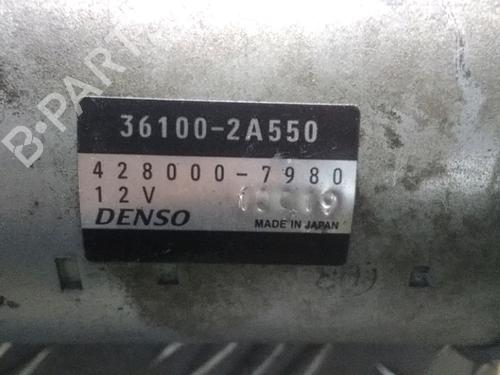 B-PARTS
36100-2A550
428000-7980
12V
DENSO
MADE IN JAPAN